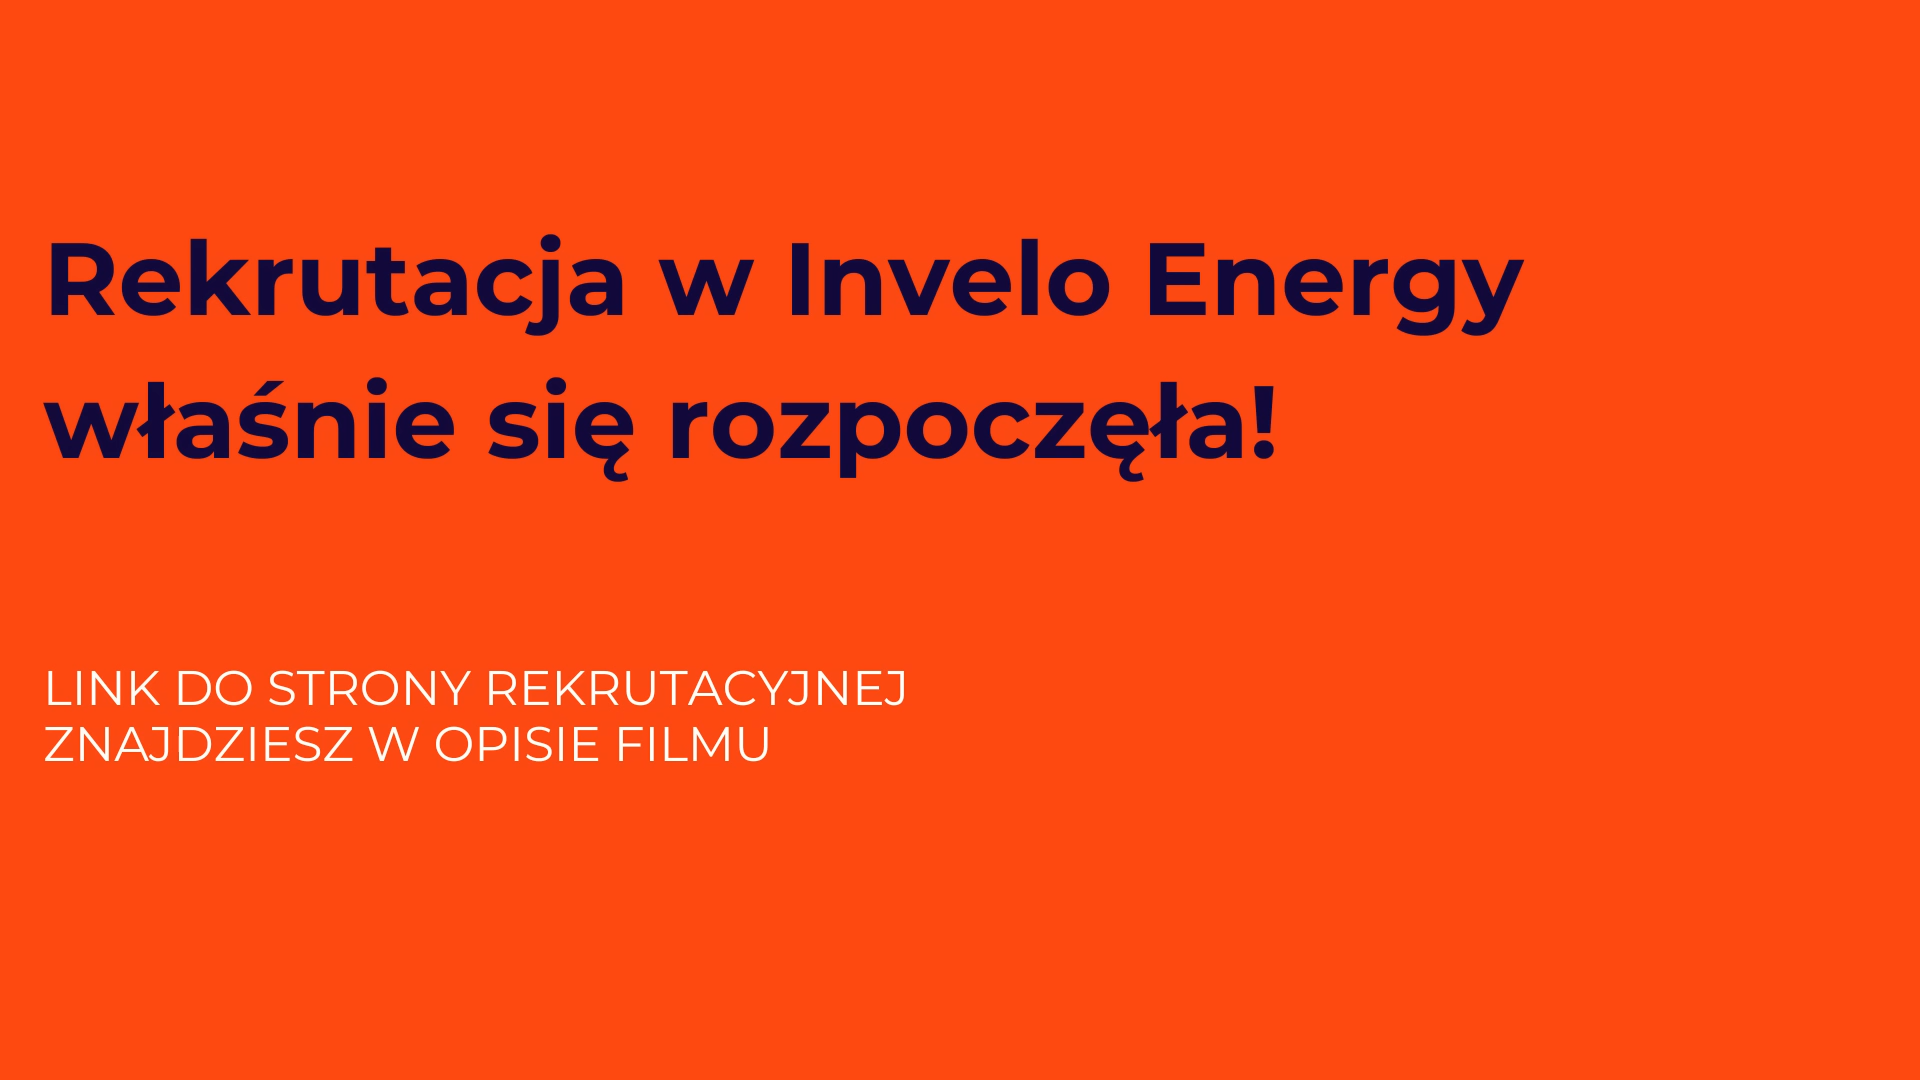 Rekrutacja w Invelo Energy
właśnie się rozpoczęła!
LINK DO STRONY REKRUTACYJNEJ
ZNAJDZIESZ W OPISIE FILMU